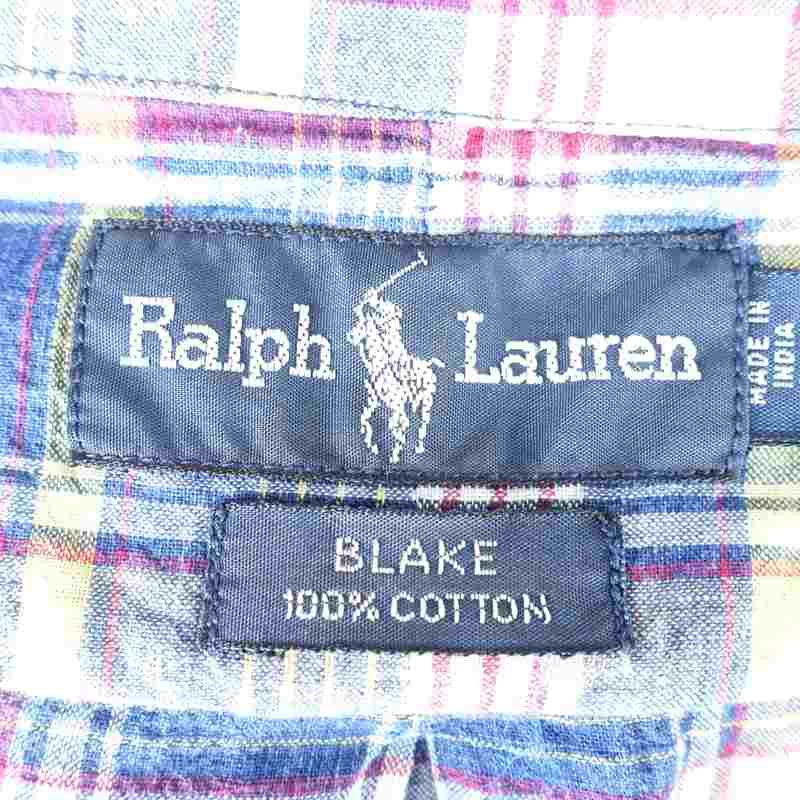 Ralph Lauren
MADE IN
INDIA
BLAKE
100% COTTON